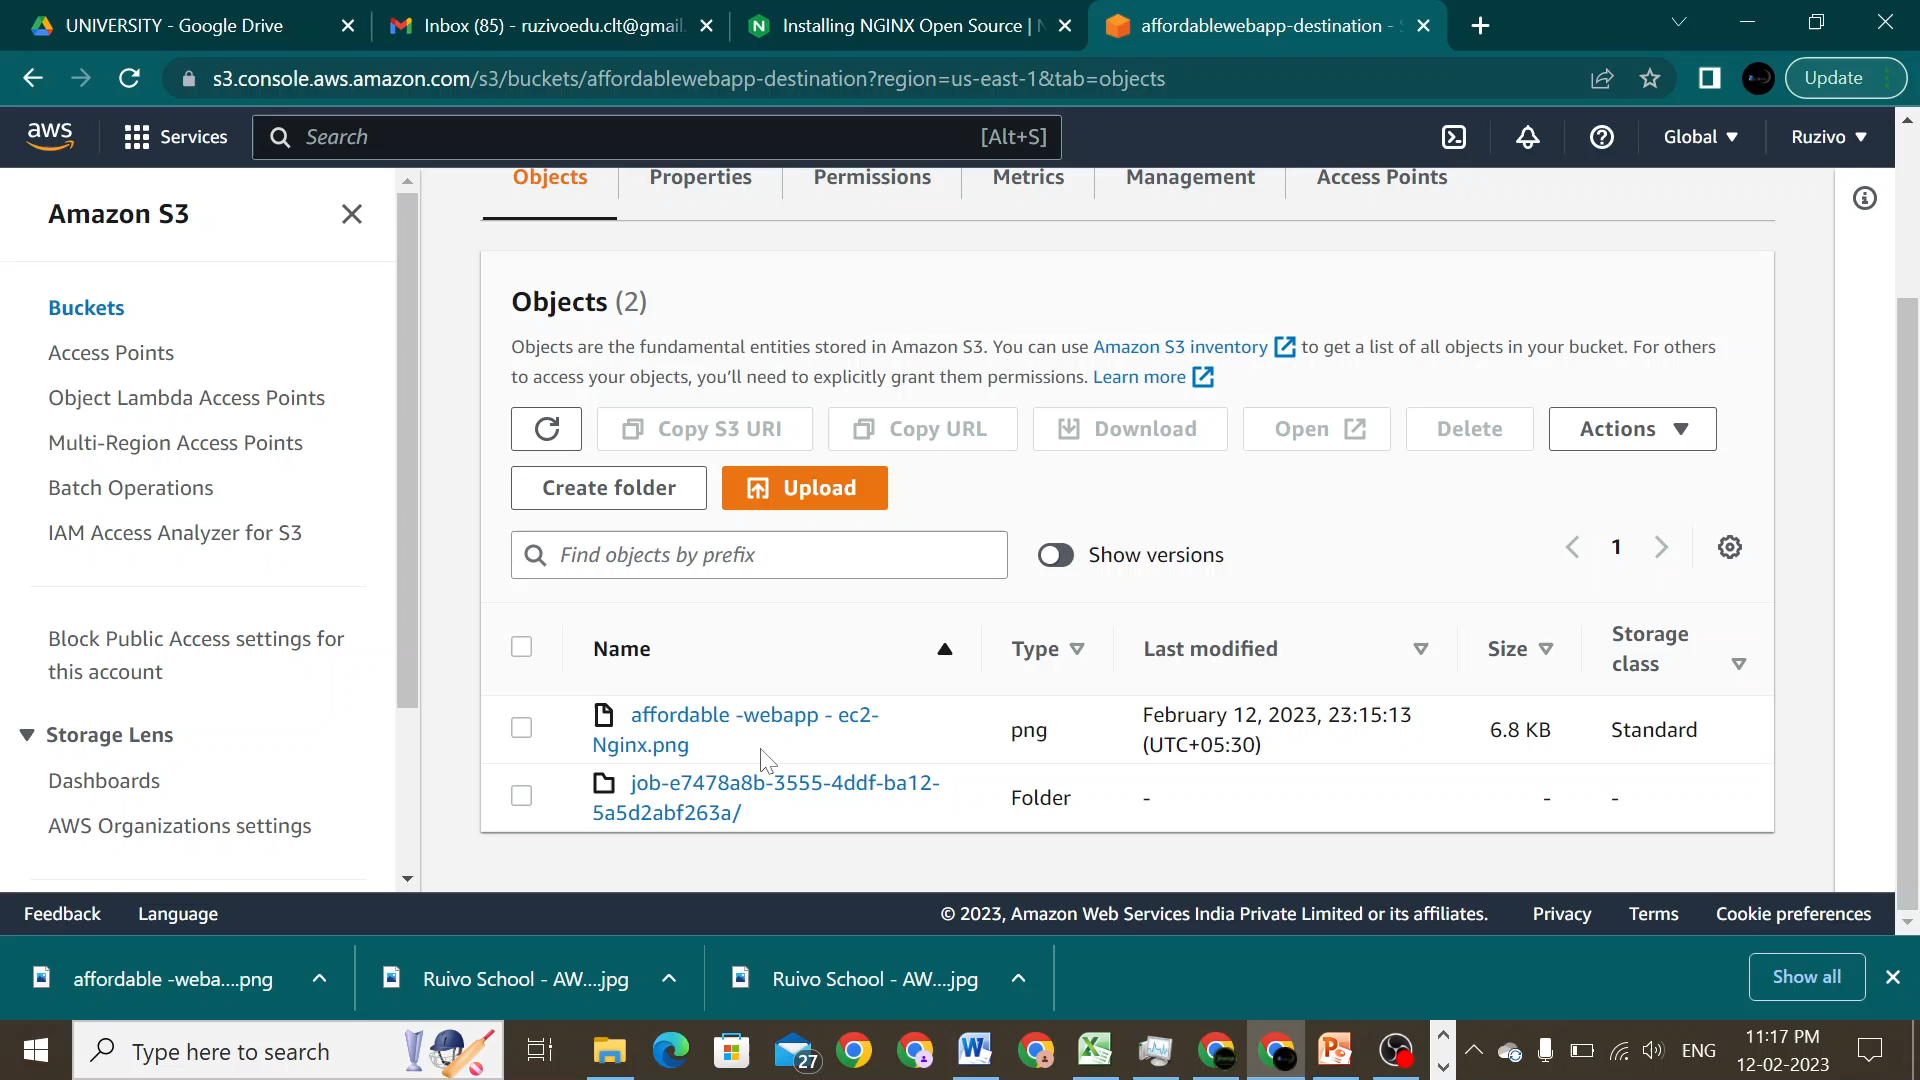 UNIVERSITY - Google Drive
Inbox (85) - ruzivoedu.clt@gmail.
Installing NGINX Open Source | N
affordablewebapp-destination - S
s3.console.aws.amazon.com/s3/buckets/affordablewebapp-destination?region=us-east-1&tab=objects
Update
aws
Services
Search
[Alt+S]
Global
Ruzivo
Amazon S3
Buckets
Access Points
Object Lambda Access Points
Multi-Region Access Points
Batch Operations
IAM Access Analyzer for S3
Block Public Access settings for
this account
Storage Lens
Dashboards
AWS Organizations settings
Objects
Properties
Permissions
Metrics
Management
Access Points
Objects (2)
Objects are the fundamental entities stored in Amazon S3. You can use Amazon S3 inventory to get a list of all objects in your bucket. For others
to access your objects, you'll need to explicitly grant them permissions. Learn more
Copy S3 URI
Copy URL
Download
Open
Delete
Actions
Create folder
Upload
Find objects by prefix
Show versions
1
Name
Type
Last modified
Size
Storage
class
affordable -webapp - ec2-
Nginx.png
png
February 12, 2023, 23:15:13
(UTC+05:30)
6.8 KB
Standard
job-e7478a8b-3555-4ddf-ba12-
5a5d2abf263a/
Folder
-
-
-
Feedback
Language
© 2023, Amazon Web Services India Private Limited or its affiliates.
Privacy
Terms
Cookie preferences
affordable -weba....png
Ruivo School - AW....jpg
Ruivo School - AW....jpg
Show all
Type here to search
27
ENG
11:17 PM
12-02-2023